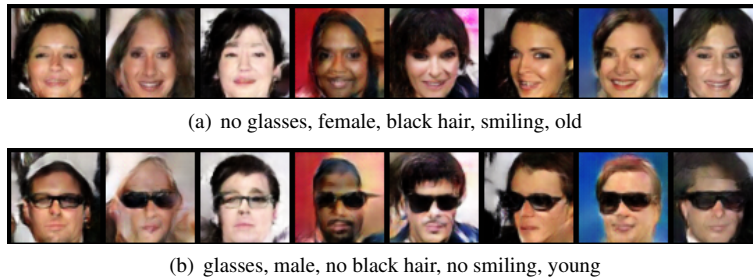 (a) no glasses, female, black hair, smiling, old
(b) glasses, male, no black hair, no smiling, young